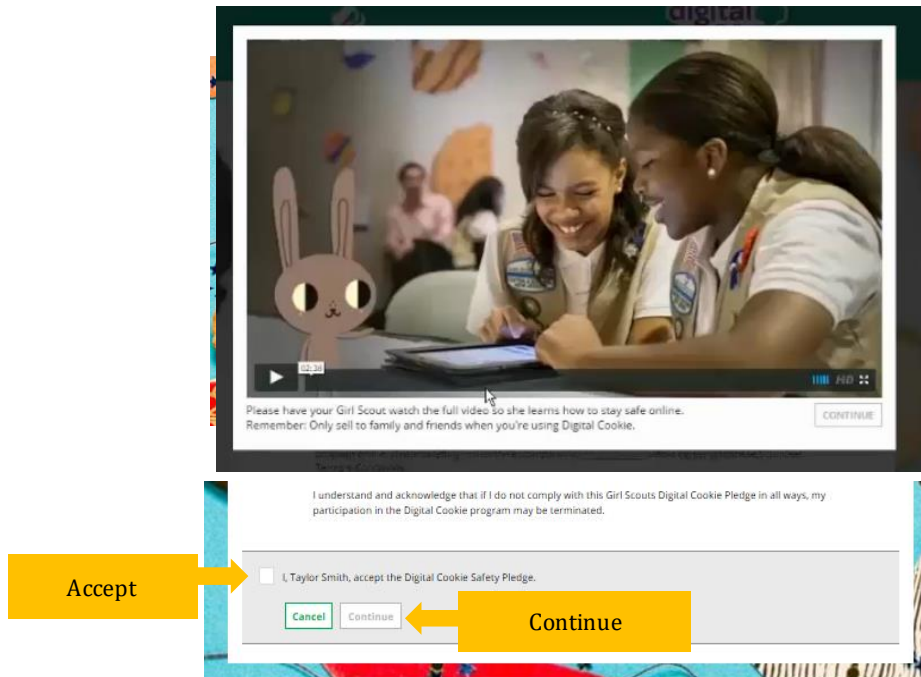 digital
02:38
HD
Please have your Girl Scout watch the full video so she learns how to stay safe online.
Remember: Only sell to family and friends when you're using Digital Cookie.
CONTINUE
I understand and acknowledge that if I do not comply with this Girl Scouts Digital Cookie Pledge in all ways, my
participation in the Digital Cookie program may be terminated.
Accept
I, Taylor Smith, accept the Digital Cookie Safety Pledge.
Cancel
Continue
Continue